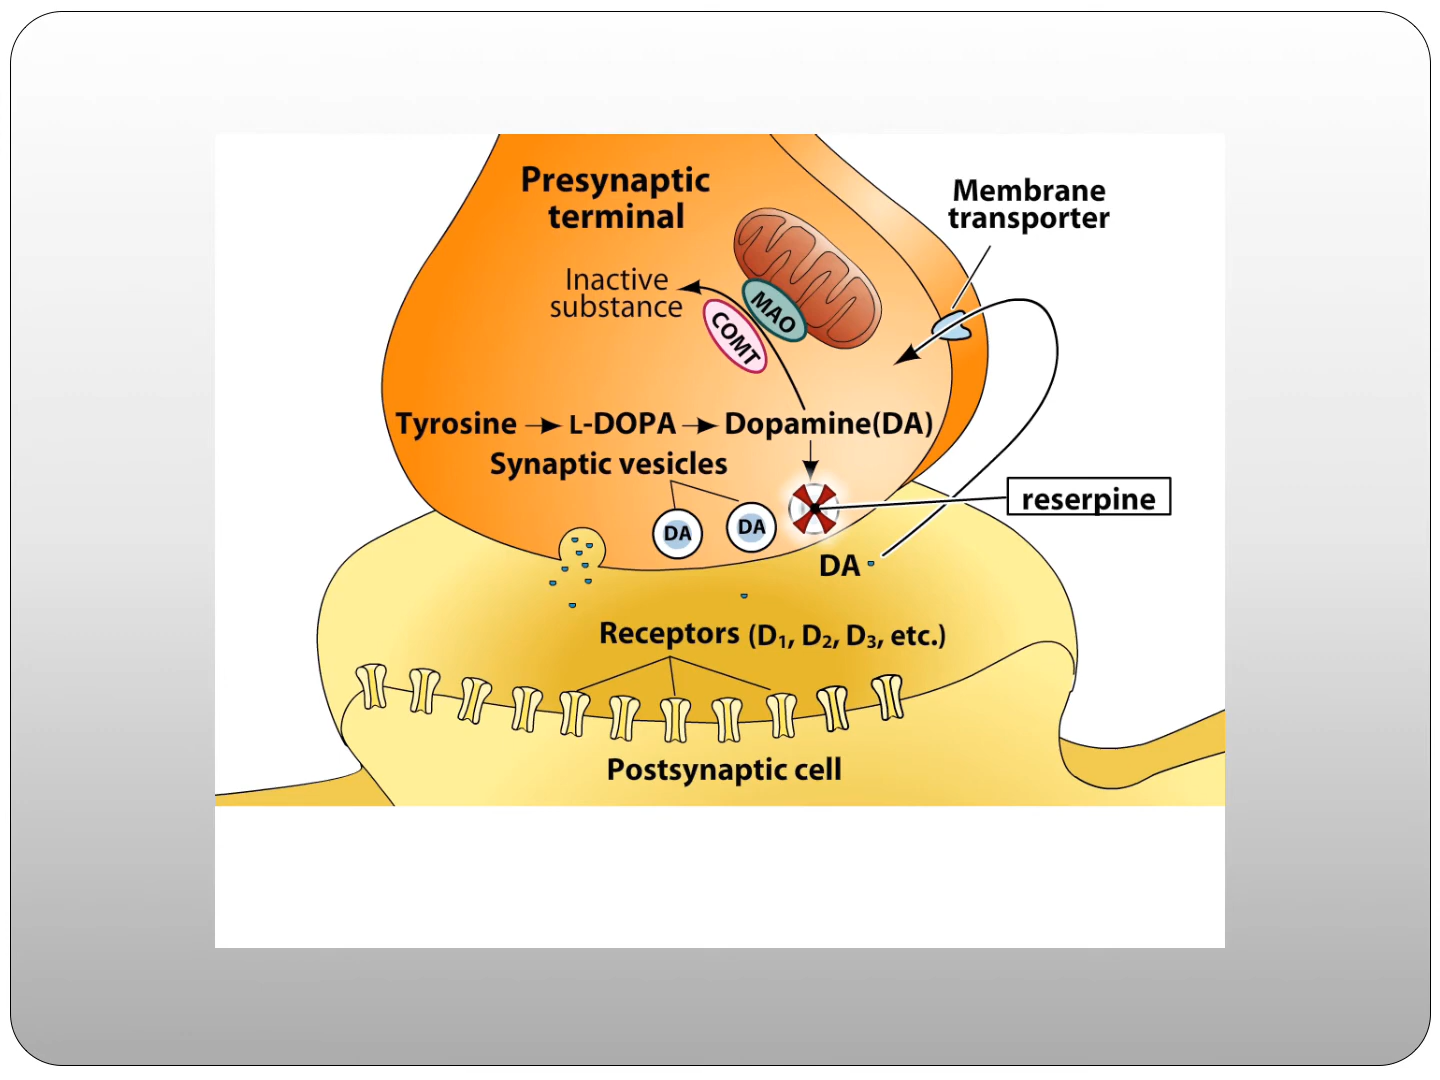 Presynaptic
terminal
Membrane
transporter
Inactive
substance
MAO
COMT
Tyrosine → L-DOPA → Dopamine(DA)
Synaptic vesicles
reserpine
DA
DA
DA
Receptors (D₁, D₂, D₃, etc.)
Postsynaptic cell